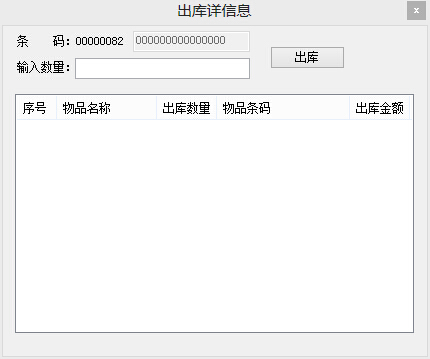 出库详信息
x
条 码: 00000082 000000000000000
输入数量:
出库
序号 物品名称 出库数量 物品条码 出库金额